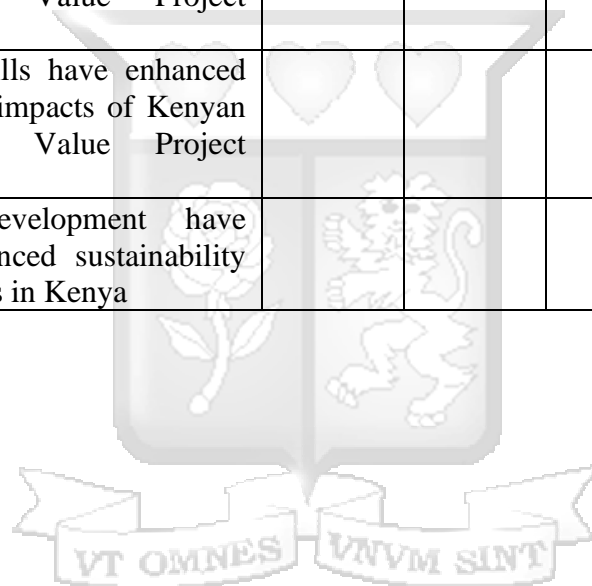 Value Project
ills have enhanced
impacts of Kenyan
Value Project
evelopment have
nced sustainability
s in Kenya
VT OMNES VNVM SINT